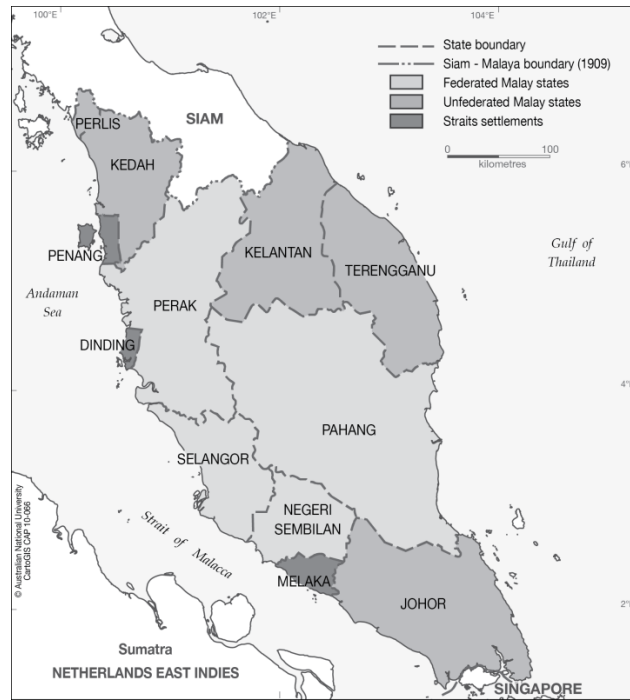 100°E
102°E
104°E
State boundary
Siam - Malaya boundary (1909)
Federated Malay states
Unfederated Malay states
Straits settlements
0
100
kilometres
SIAM
PERLIS
KEDAH
6°
PENANG
KELANTAN
TERENGGANU
Gulf of
Thailand
Andaman
Sea
PERAK
DINDING
4°
PAHANG
SELANGOR
NEGERI
SEMBILAN
Strait of Malacca
MELAKA
JOHOR
2°
© Australian National University
CartoGIS CAP 10-066
Sumatra
NETHERLANDS EAST INDIES
SINGAPORE